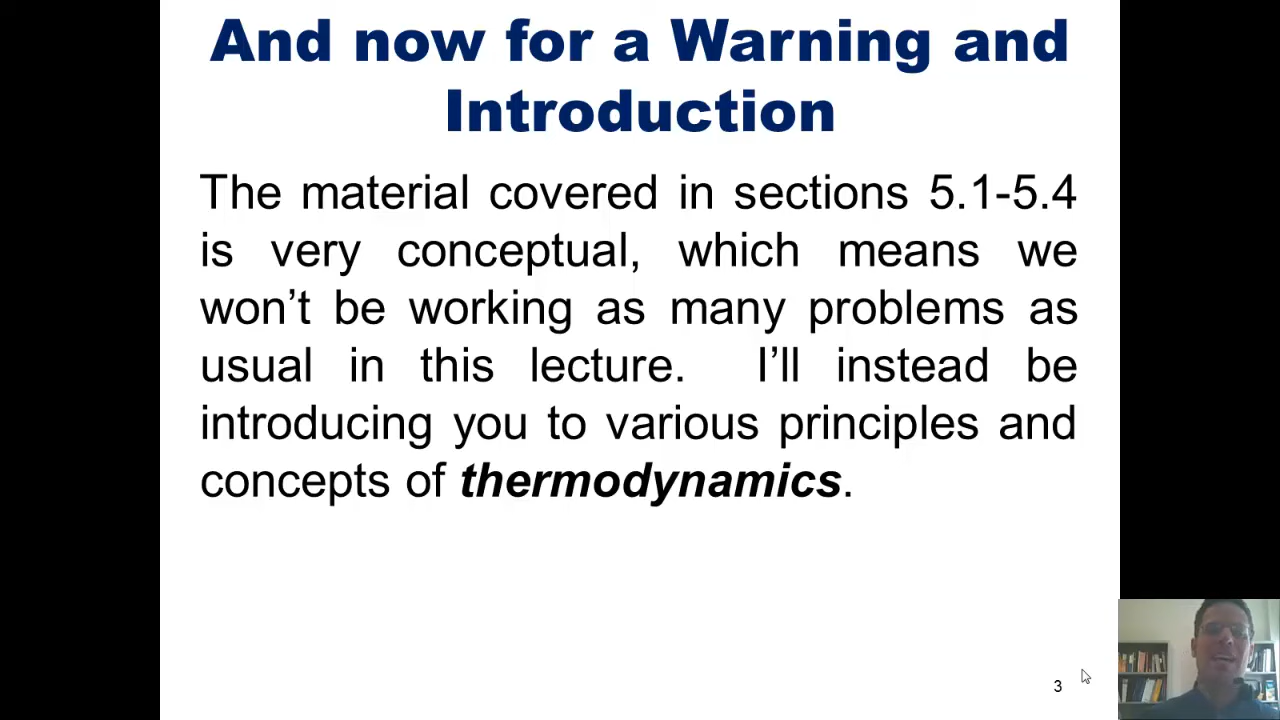 And now for a Warning and
Introduction
The material covered in sections 5.1-5.4
is very conceptual, which means we
won’t be working as many problems as
usual in this lecture. I’ll instead be
introducing you to various principles and
concepts of thermodynamics.
3